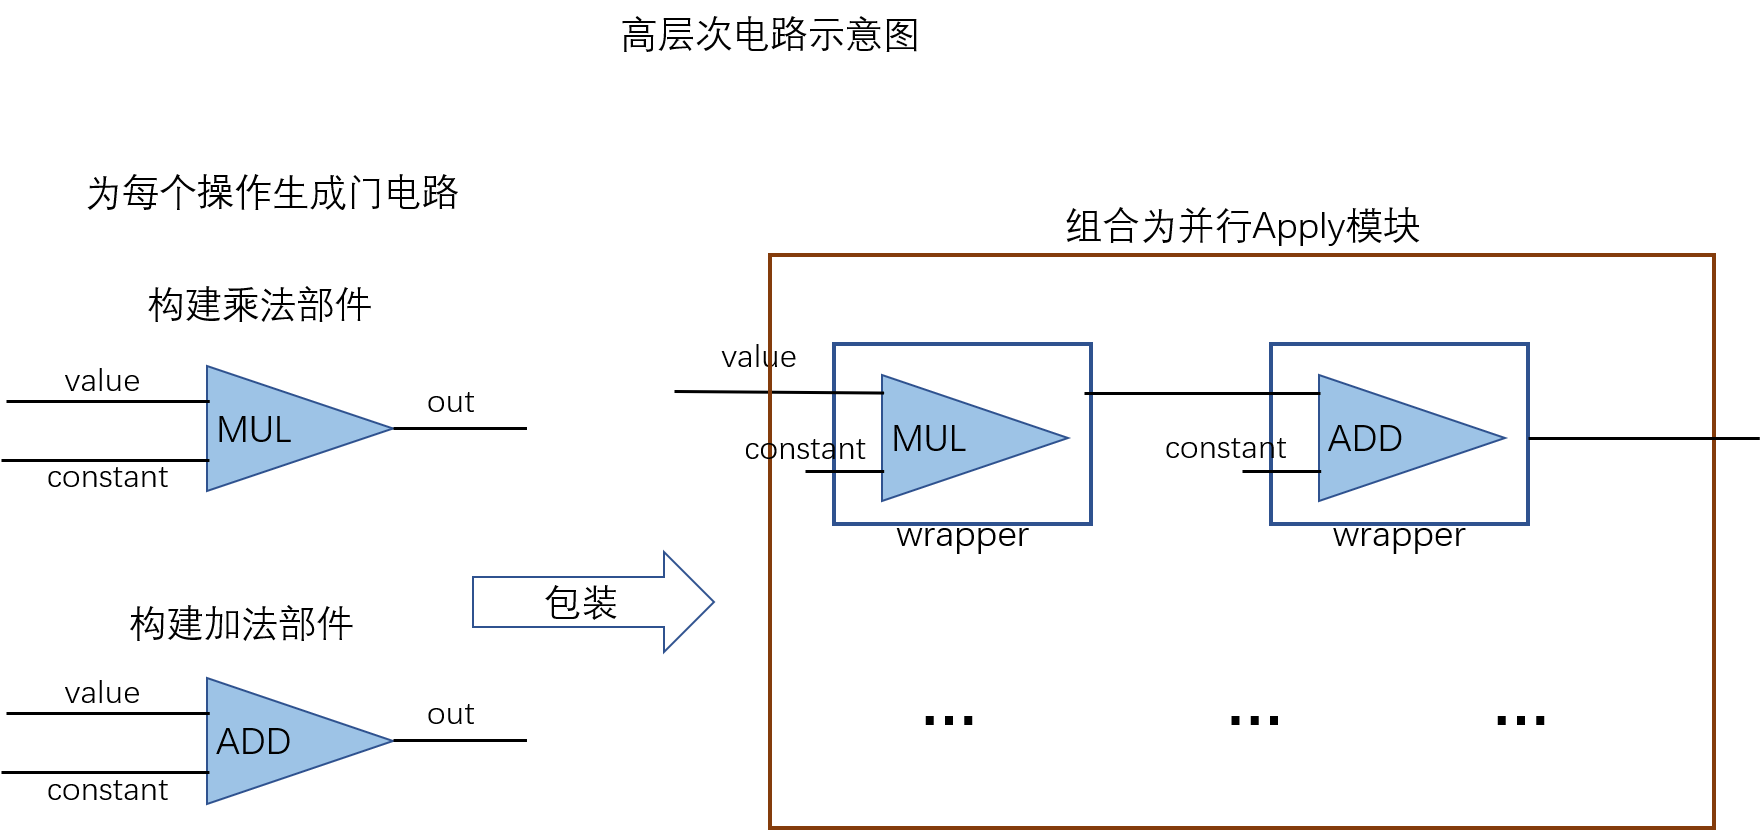 高层次电路示意图
为每个操作生成门电路
构建乘法部件
value
MUL
out
constant
构建加法部件
value
ADD
out
constant
包装
组合为并行Apply模块
value
constant
MUL
wrapper
constant
ADD
wrapper
... ... ...